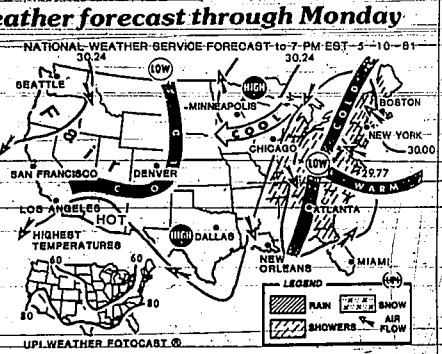 eather forecast through Monday
NATIONAL WEATHER SERVICE FORECAST to 7 PM EST 5-10-81
30.24
30.24
LOW
HIGH
SEATTLE
MINNEAPOLIS
BOSTON
COLD
COOL
NEW YORK
Fair
CHICAGO
30.00
SAN FRANCISCO
DENVER
LOW
29.77
WARM
LOS ANGELES
HOT
ATLANTA
HIGH
DALLAS
HIGHEST
TEMPERATURES
NEW
ORLEANS
MIAMI
60
60
80
80
LEGEND
UPI
RAIN
SNOW
SHOWERS
AIR
FLOW
UPI WEATHER FOTOCAST ®